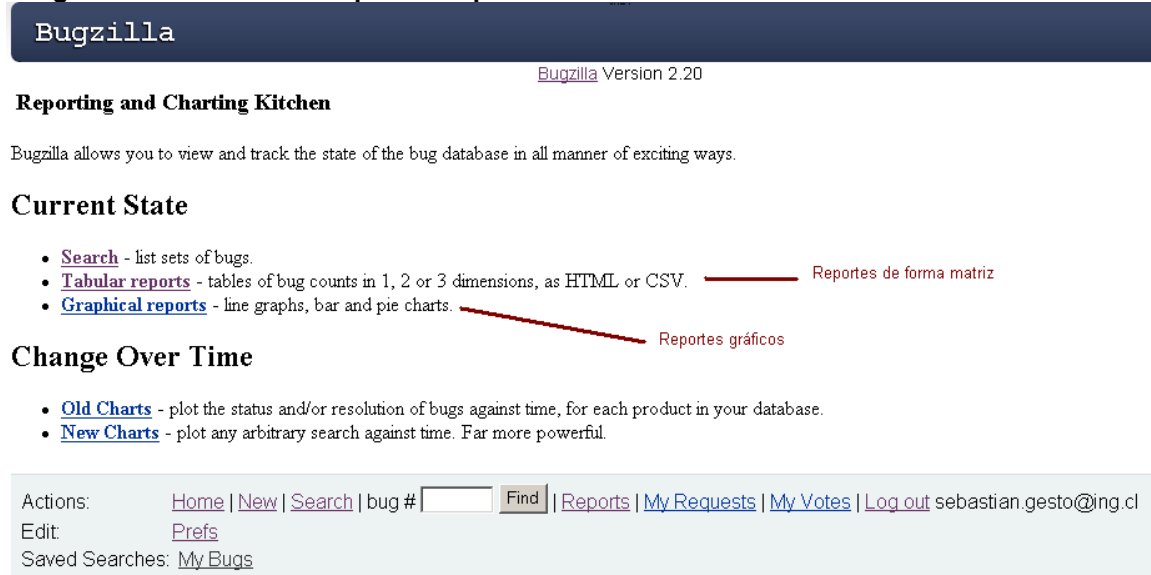 Bugzilla
Bugzilla Version 2.20
Reporting and Charting Kitchen
Bugzilla allows you to view and track the state of the bug database in all manner of exciting ways.
Current State
• Search - list sets of bugs.
• Tabular reports - tables of bug counts in 1, 2 or 3 dimensions, as HTML or CSV.
Reportes de forma matriz
• Graphical reports - line graphs, bar and pie charts.
Reportes gráficos
Change Over Time
• Old Charts - plot the status and/or resolution of bugs against time, for each product in your database.
• New Charts - plot any arbitrary search against time. Far more powerful.
Actions: Home | New | Search | bug # Find | Reports | My Requests | My Votes | Log out sebastian.gesto@ing.cl
Edit: Prefs
Saved Searches: My Bugs